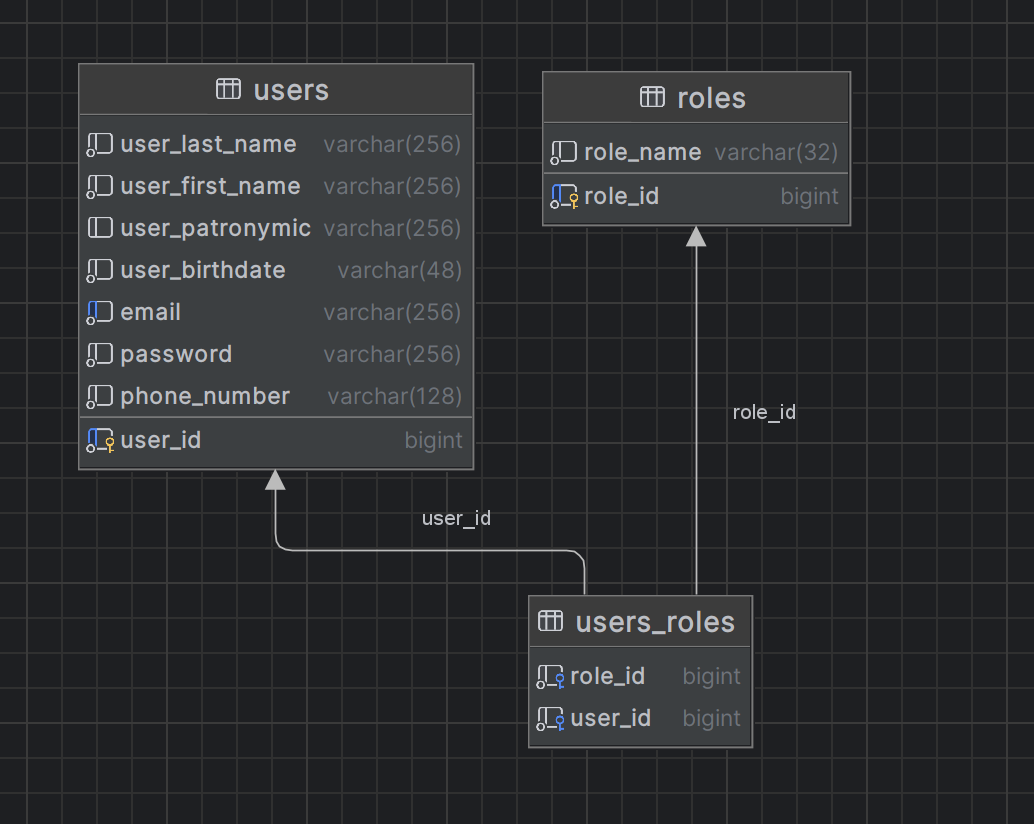 users
user_last_name varchar(256)
user_first_name varchar(256)
user_patronymic varchar(256)
user_birthdate varchar(48)
email varchar(256)
password varchar(256)
phone_number varchar(128)
user_id bigint
roles
role_name varchar(32)
role_id bigint
role_id
user_id
users_roles
role_id bigint
user_id bigint